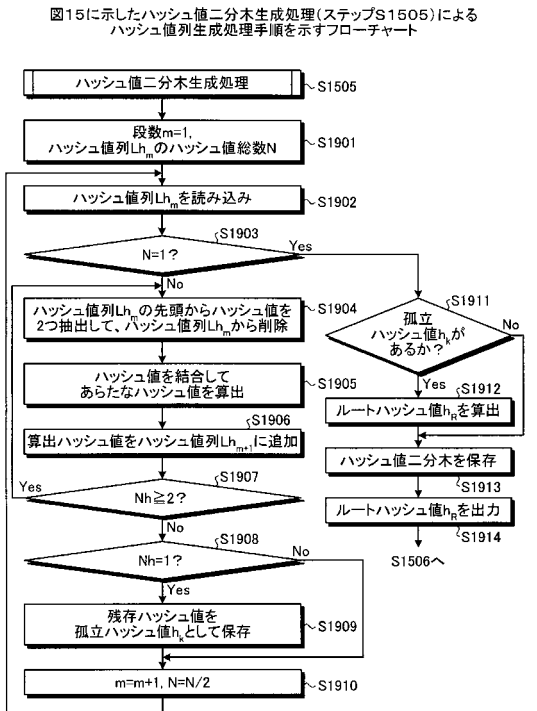 図15に示したハッシュ値二分木生成処理(ステップS1505)による
ハッシュ値列生成処理手順を示すフローチャート
ハッシュ値二分木生成処理
S1505
段数m=1,
ハッシュ値列Lhmのハッシュ値総数N
S1901
ハッシュ値列Lhmを読み込み
S1902
S1903
N=1?
Yes
No
ハッシュ値列Lhmの先頭からハッシュ値を
2つ抽出して、ハッシュ値列Lhmから削除
S1904
ハッシュ値を結合して
あらたなハッシュ値を算出
S1905
S1906
算出ハッシュ値をハッシュ値列Lhm+1に追加
S1907
Nh≧2?
Yes
No
S1908
Nh=1?
No
Yes
残存ハッシュ値を
孤立ハッシュ値hkとして保存
S1909
m=m+1, N=N/2
S1910
S1911
孤立
ハッシュ値hkが
あるか?
No
Yes
S1912
ルートハッシュ値hRを算出
ハッシュ値二分木を保存
S1913
ルートハッシュ値hRを出力
S1914
S1506へ